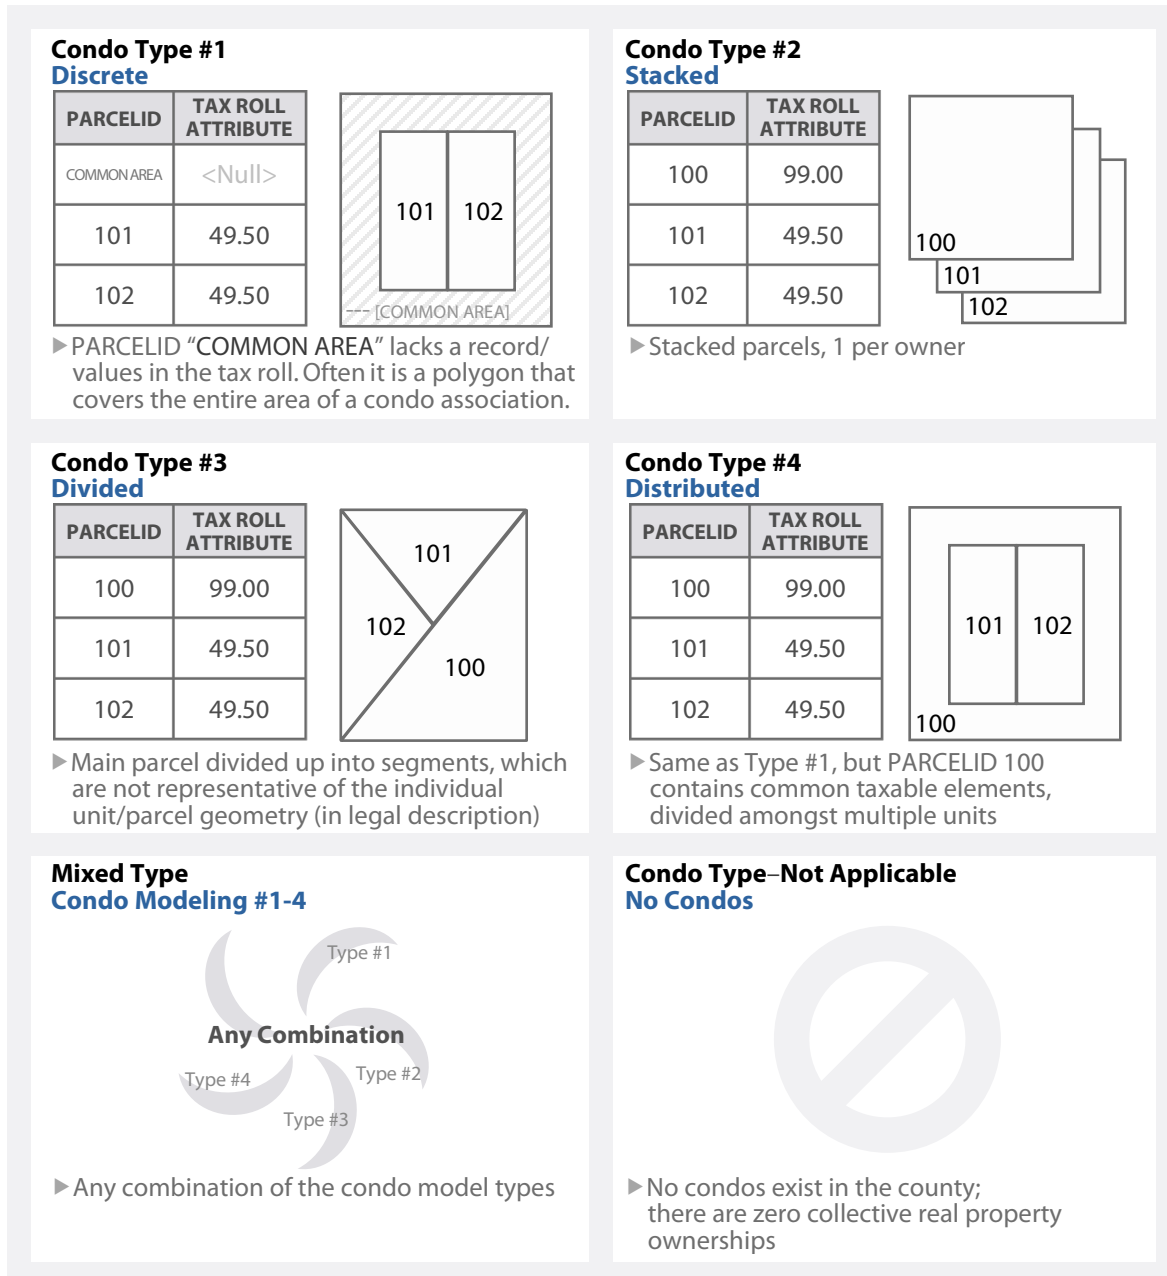 Condo Type #1
Discrete
PARCELID TAX ROLL ATTRIBUTE
COMMON AREA <Null>
101 49.50
102 49.50
101 102
--- [COMMON AREA]
▶ PARCELID “COMMON AREA” lacks a record/
values in the tax roll. Often it is a polygon that
covers the entire area of a condo association.
Condo Type #2
Stacked
PARCELID TAX ROLL ATTRIBUTE
100 99.00
101 49.50
102 49.50
100
101
102
▶ Stacked parcels, 1 per owner
Condo Type #3
Divided
PARCELID TAX ROLL ATTRIBUTE
100 99.00
101 49.50
102 49.50
101
102
100
▶ Main parcel divided up into segments, which
are not representative of the individual
unit/parcel geometry (in legal description)
Condo Type #4
Distributed
PARCELID TAX ROLL ATTRIBUTE
100 99.00
101 49.50
102 49.50
101 102
100
▶ Same as Type #1, but PARCELID 100
contains common taxable elements,
divided amongst multiple units
Mixed Type
Condo Modeling #1-4
Type #1
Any Combination
Type #4 Type #2
Type #3
▶ Any combination of the condo model types
Condo Type–Not Applicable
No Condos
▶ No condos exist in the county;
there are zero collective real property
ownerships